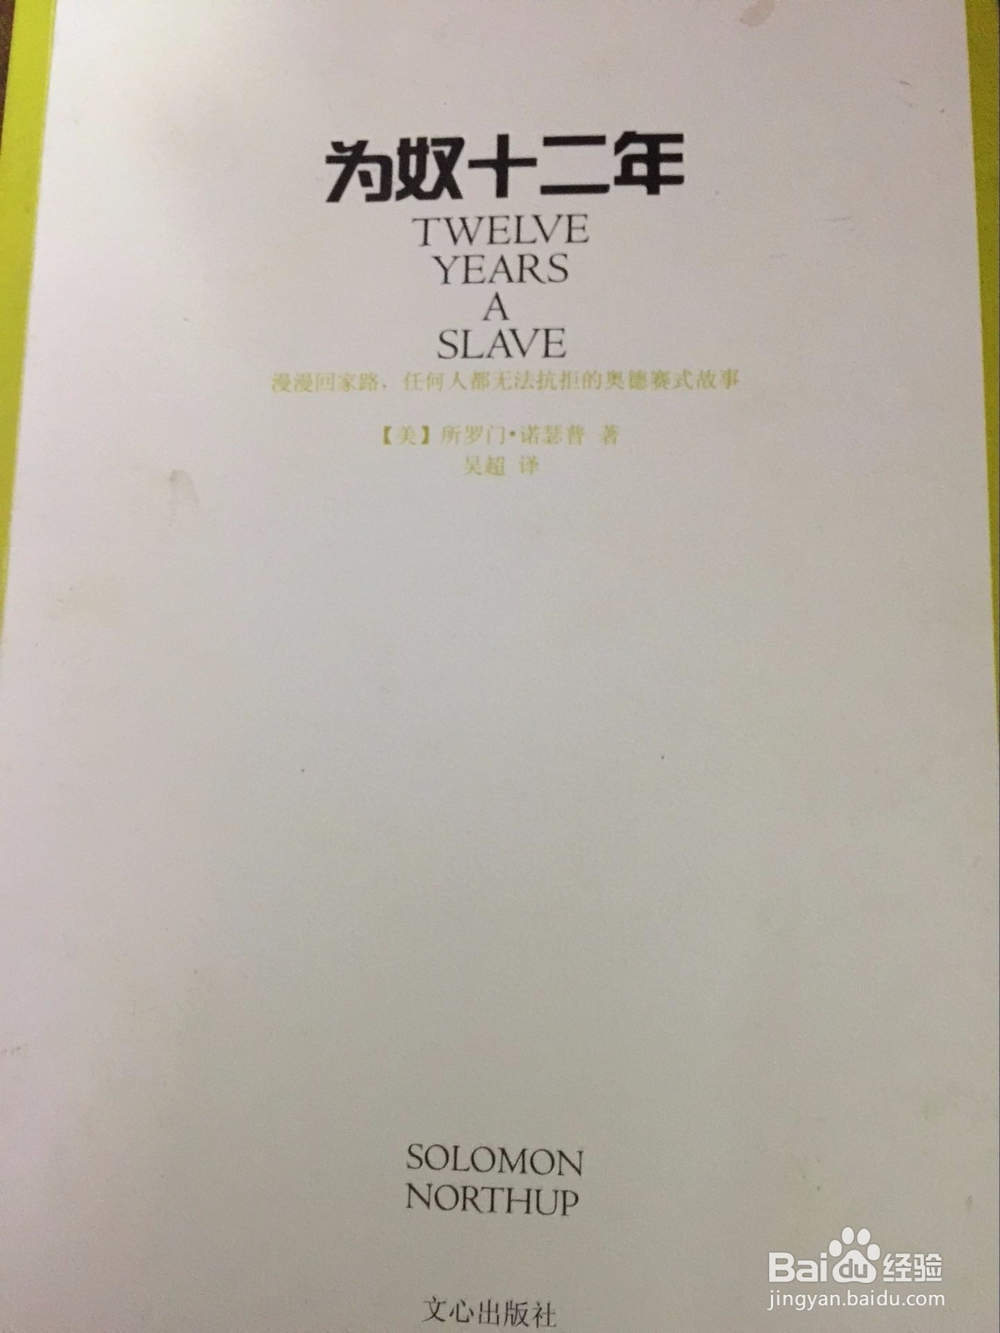 为奴十二年
TWELVE
YEARS
A
SLAVE
漫漫回家路，任何人都无法抗拒的奥德赛式故事
【美】所罗门·诺瑟普 著
吴超 译
SOLOMON
NORTHUP
文心出版社
Baidu 经验
jingyan.baidu.com